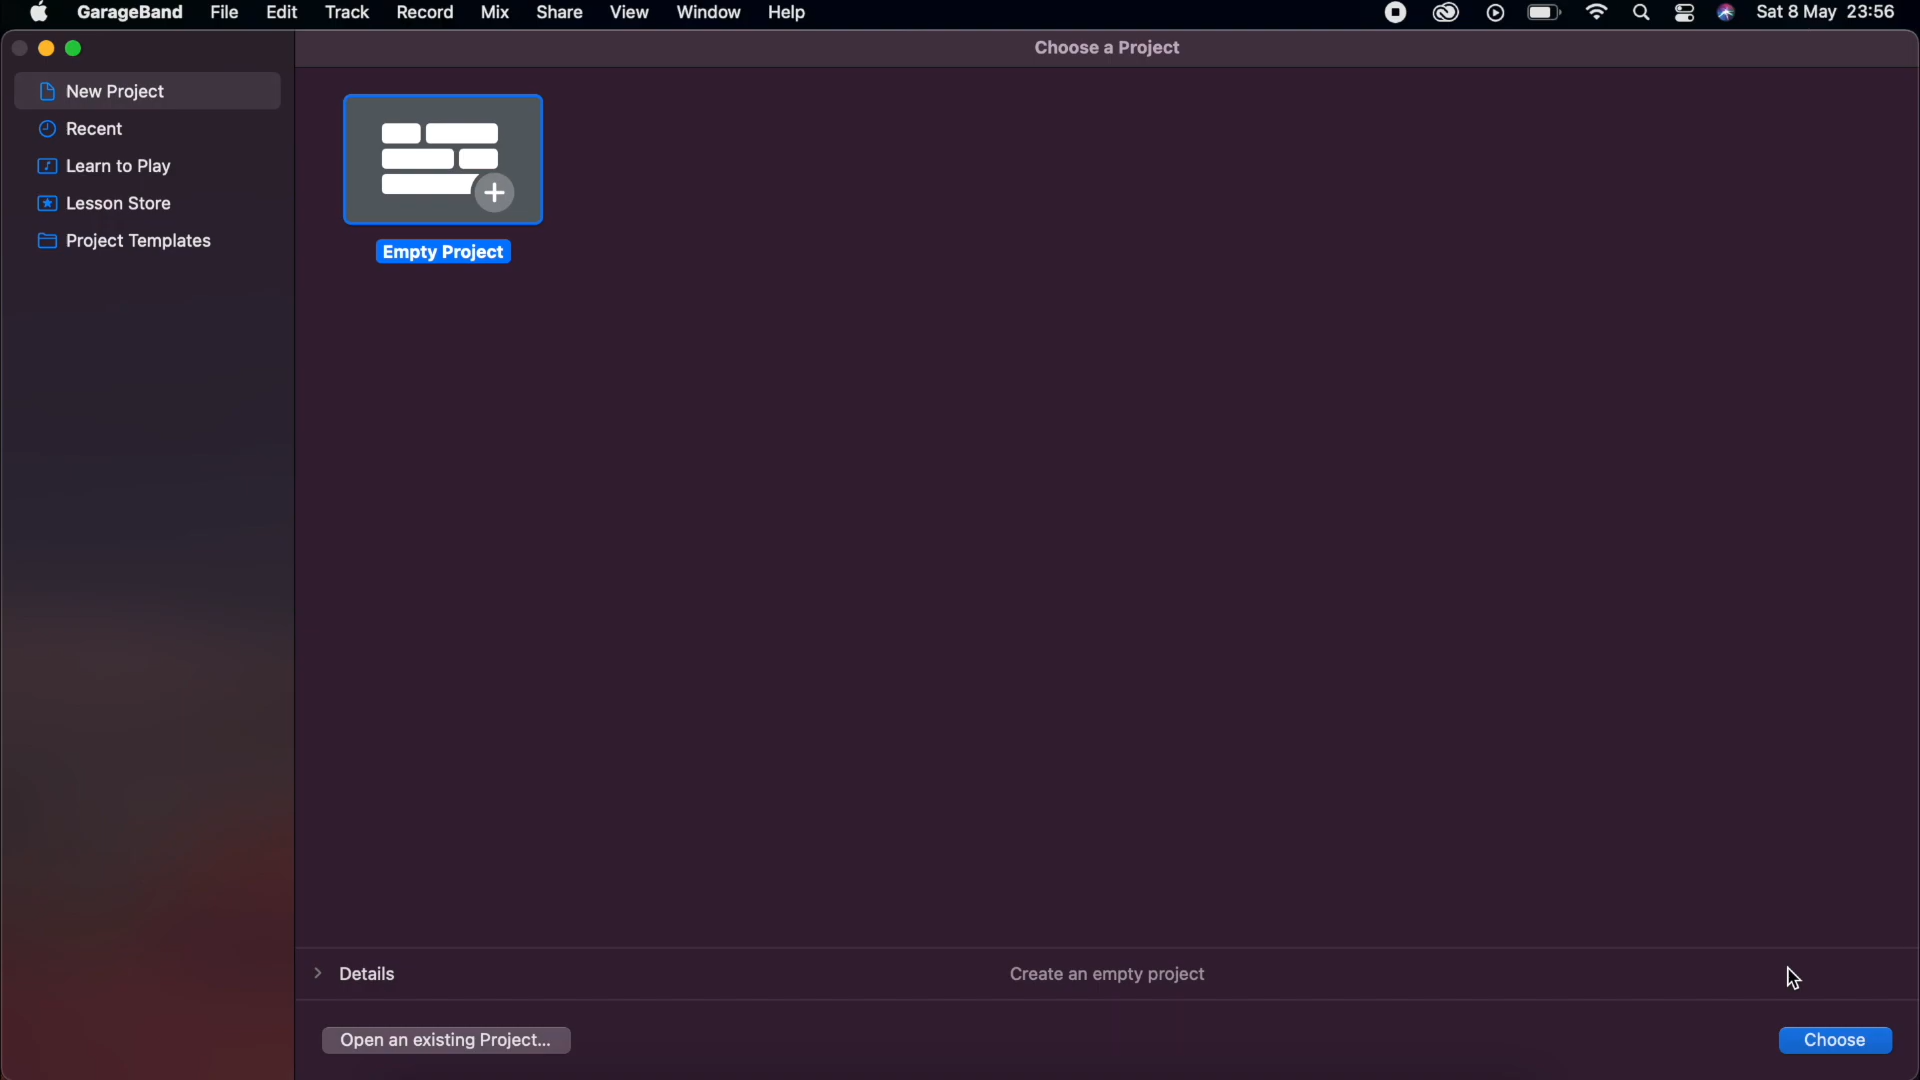 GarageBand File Edit Track Record Mix Share View Window Help Sat 8 May 23:56
Choose a Project
New Project
Recent
Learn to Play
Lesson Store
Project Templates
Empty Project
Details Create an empty project
Open an existing Project... Choose